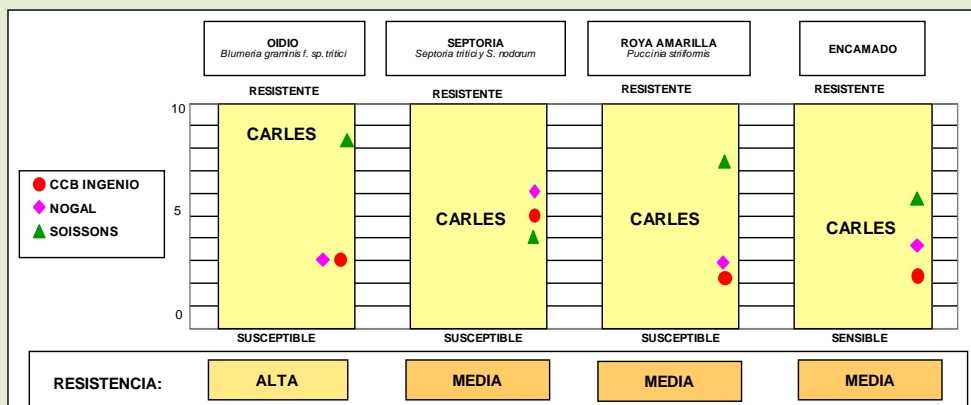 OIDIO
Blumeria graminis f. sp. tritici
SEPTORIA
Septoria tritici y S. nodorum
ROYA AMARILLA
Puccinia striiformis
ENCAMADO
RESISTENTE
RESISTENTE
RESISTENTE
RESISTENTE
10
5
0
CARLES
CARLES
CARLES
CARLES
CCB INGENIO
NOGAL
SOISSONS
SUSCEPTIBLE
SUSCEPTIBLE
SUSCEPTIBLE
SENSIBLE
RESISTENCIA:
ALTA
MEDIA
MEDIA
MEDIA